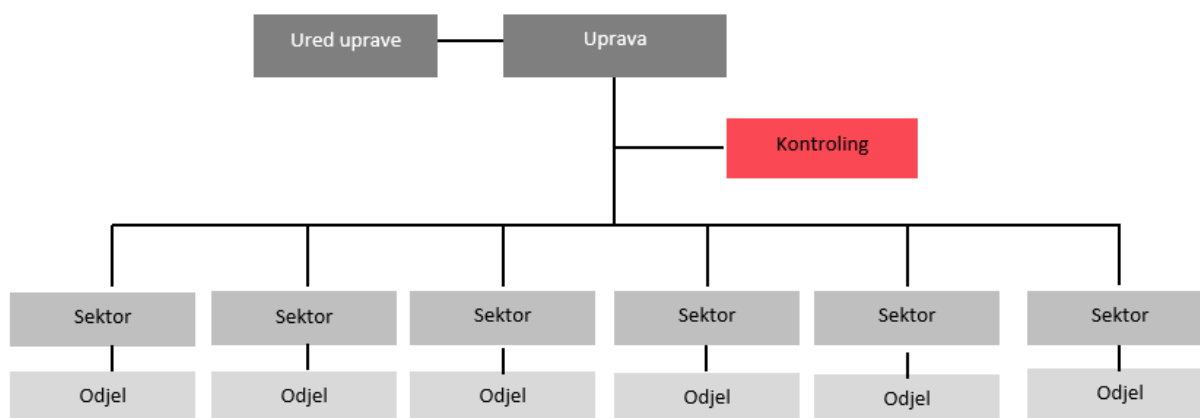 Ured uprave
Uprava
Kontroling
Sektor
Sektor
Sektor
Sektor
Sektor
Sektor
Odjel
Odjel
Odjel
Odjel
Odjel
Odjel